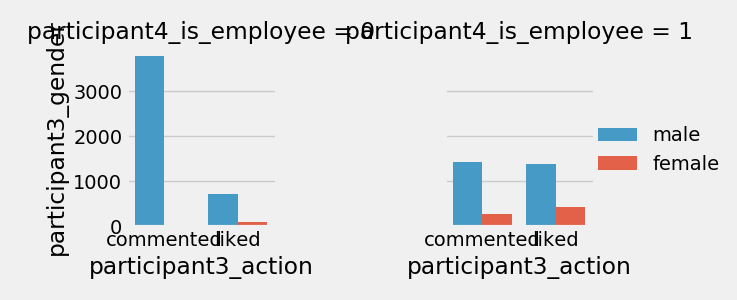 participant4_is_employee = 0
participant4_is_employee = 1
participant3_gender
3000
2000
1000
0
commented
liked
commented
liked
participant3_action
participant3_action
male
female